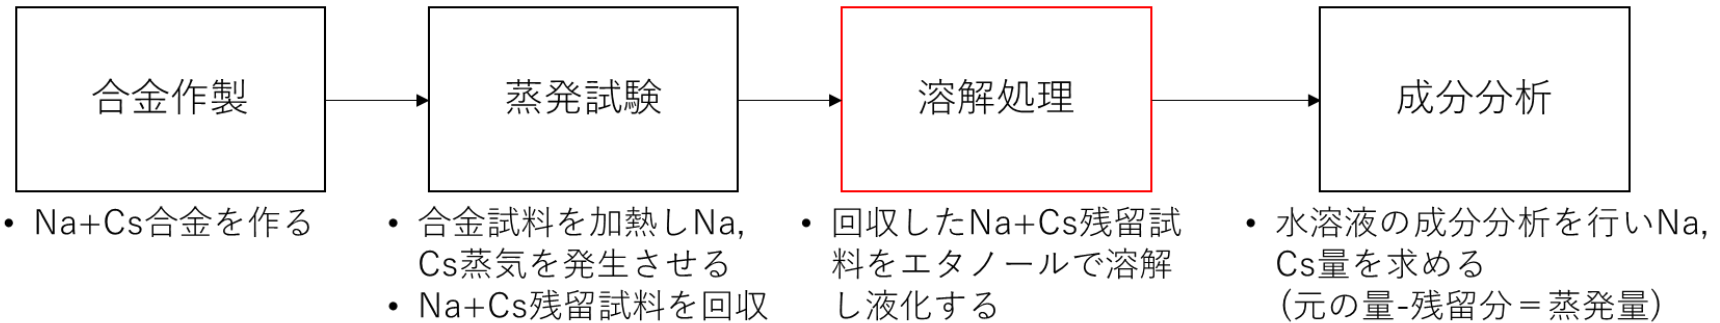 合金作製
蒸発試験
溶解処理
成分分析
• Na+Cs合金を作る
• 合金試料を加熱しNa,
Cs蒸気を発生させる
• Na+Cs残留試料を回収
• 回収したNa+Cs残留試
料をエタノールで溶解
し液化する
• 水溶液の成分分析を行いNa,
Cs量を求める
（元の量-残留分＝蒸発量）